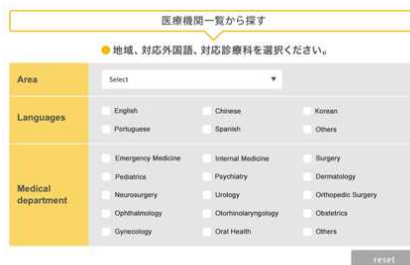 医療機関一覧から探す
●地域、対応外国語、対応診療科を選択ください。
Area Select ▼
Languages
English Chinese Korean
Portuguese Spanish Others
Medical department
Emergency Medicine Internal Medicine Surgery
Pediatrics Psychiatry Dermatology
Neurosurgery Urology Orthopedic Surgery
Ophthalmology Otorhinolaryngology Obstetrics
Gynecology Oral Health Others
reset